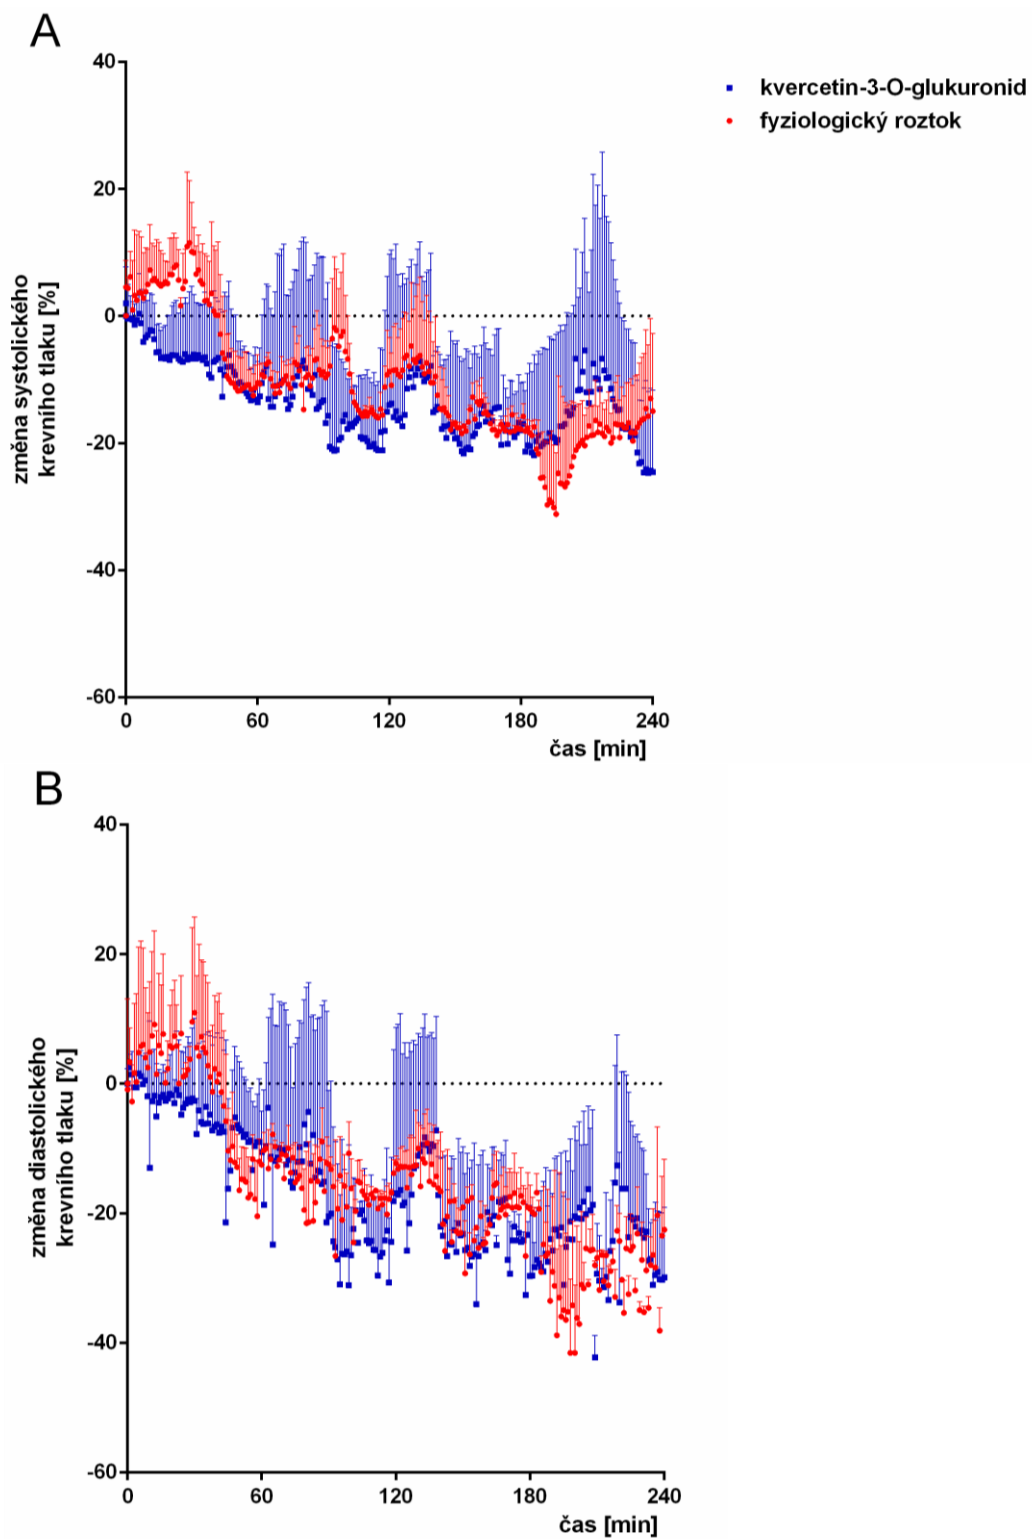 A
40
20
0
-20
-40
-60
0 60 120 180 240
změna systolického
krevního tlaku [%]
čas [min]
kvercetin-3-O-glukuronid
fyziologický roztok
B
40
20
0
-20
-40
-60
0 60 120 180 240
změna diastolického
krevního tlaku [%]
čas [min]